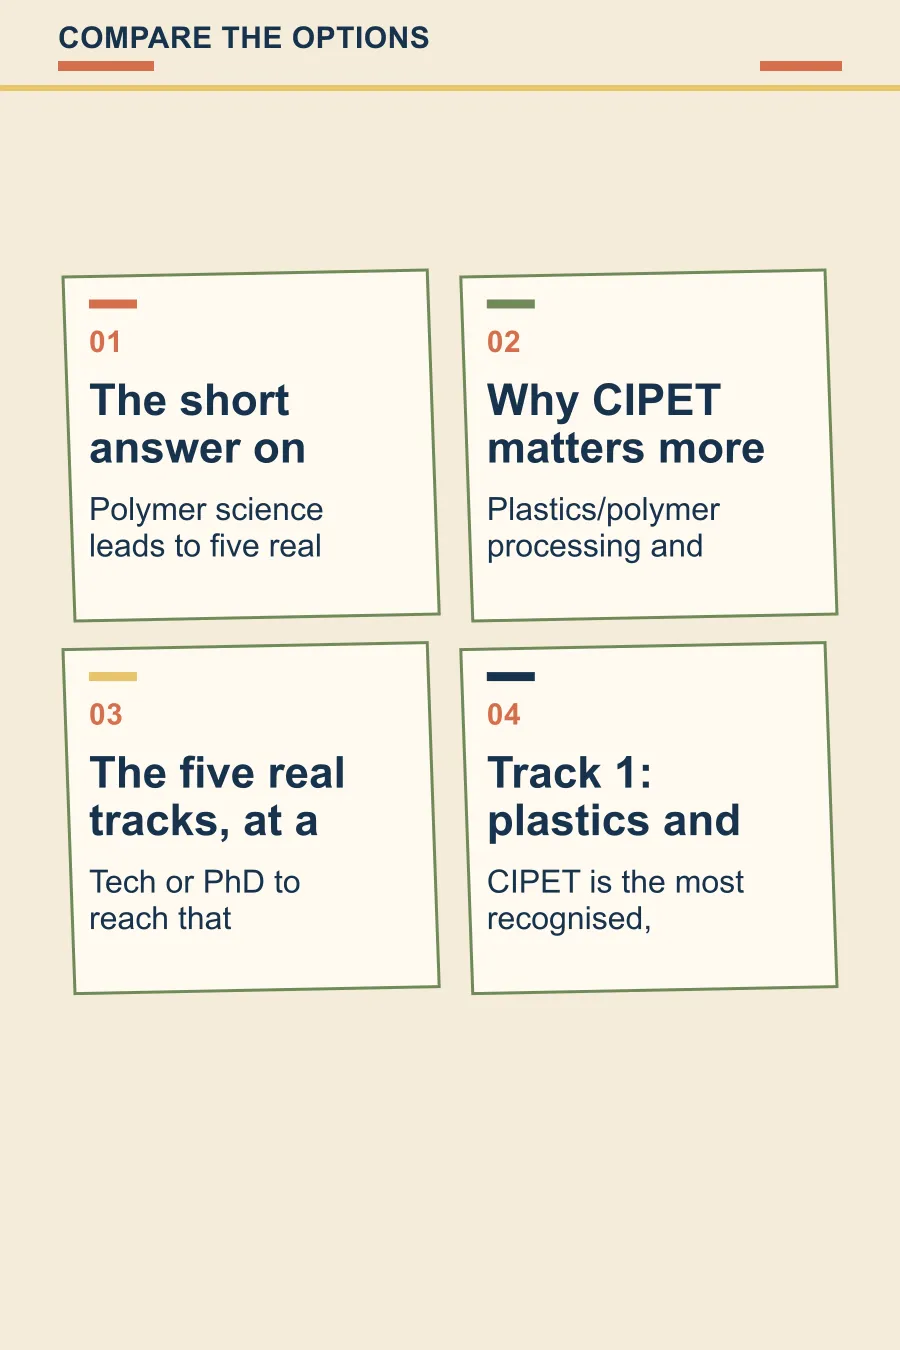 COMPARE THE OPTIONS
01
The short
answer on
Polymer science
leads to five real
02
Why CIPET
matters more
Plastics/polymer
processing and
03
The five real
tracks, at a
Tech or PhD to
reach that
04
Track 1:
plastics and
CIPET is the most
recognised,